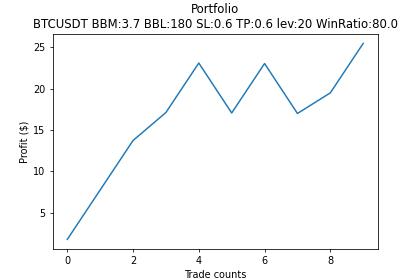 Portfolio
BTCUSDT BBM:3.7 BBL:180 SL:0.6 TP:0.6 lev:20 WinRatio:80.0
25
20
15
10
5
Profit ($)
0 2 4 6 8
Trade counts